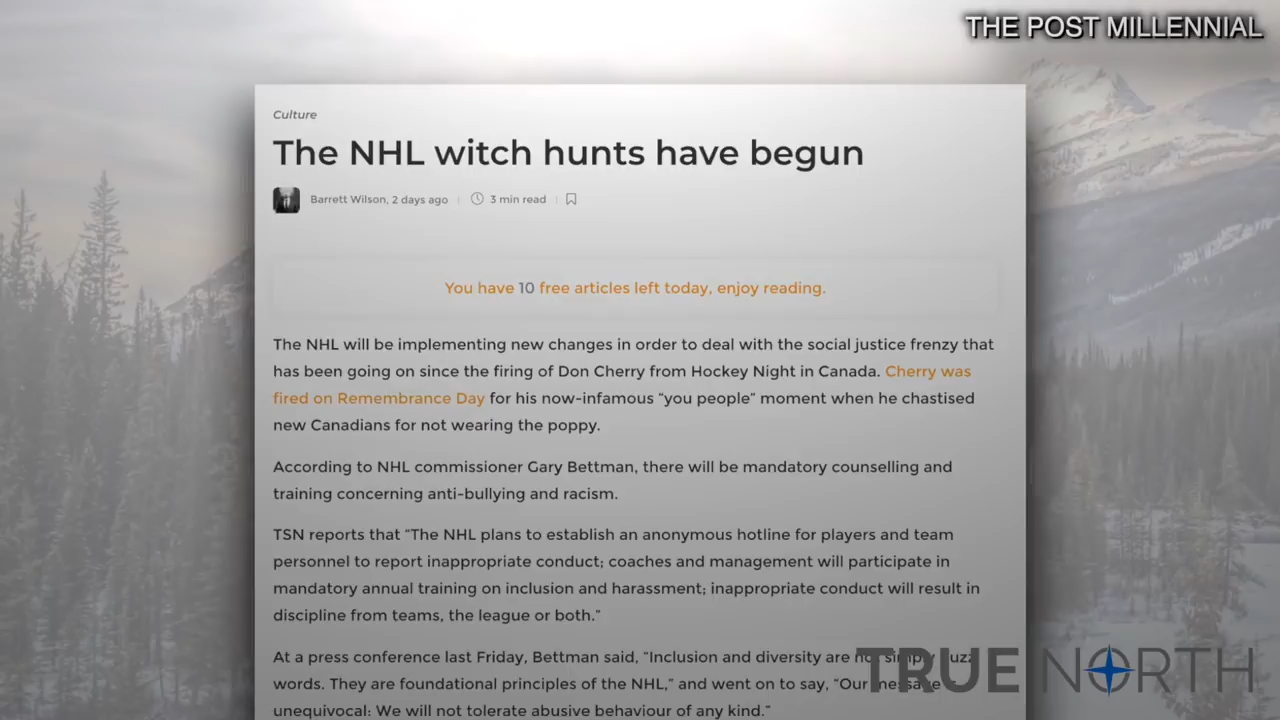 THE POST MILLENNIAL
Culture
The NHL witch hunts have begun
Barrett Wilson, 2 days ago 3 min read
You have 10 free articles left today, enjoy reading.
The NHL will be implementing new changes in order to deal with the social justice frenzy that
has been going on since the firing of Don Cherry from Hockey Night in Canada. Cherry was
fired on Remembrance Day for his now-infamous “you people” moment when he chastised
new Canadians for not wearing the poppy.
According to NHL commissioner Gary Bettman, there will be mandatory counselling and
training concerning anti-bullying and racism.
TSN reports that “The NHL plans to establish an anonymous hotline for players and team
personnel to report inappropriate conduct; coaches and management will participate in
mandatory annual training on inclusion and harassment; inappropriate conduct will result in
discipline from teams, the league or both.”
At a press conference last Friday, Bettman said, “Inclusion and diversity are not simply buzz
words. They are foundational principles of the NHL,” and went on to say, “Our message
unequivocal: We will not tolerate abusive behaviour of any kind.”
TRUE NORTH